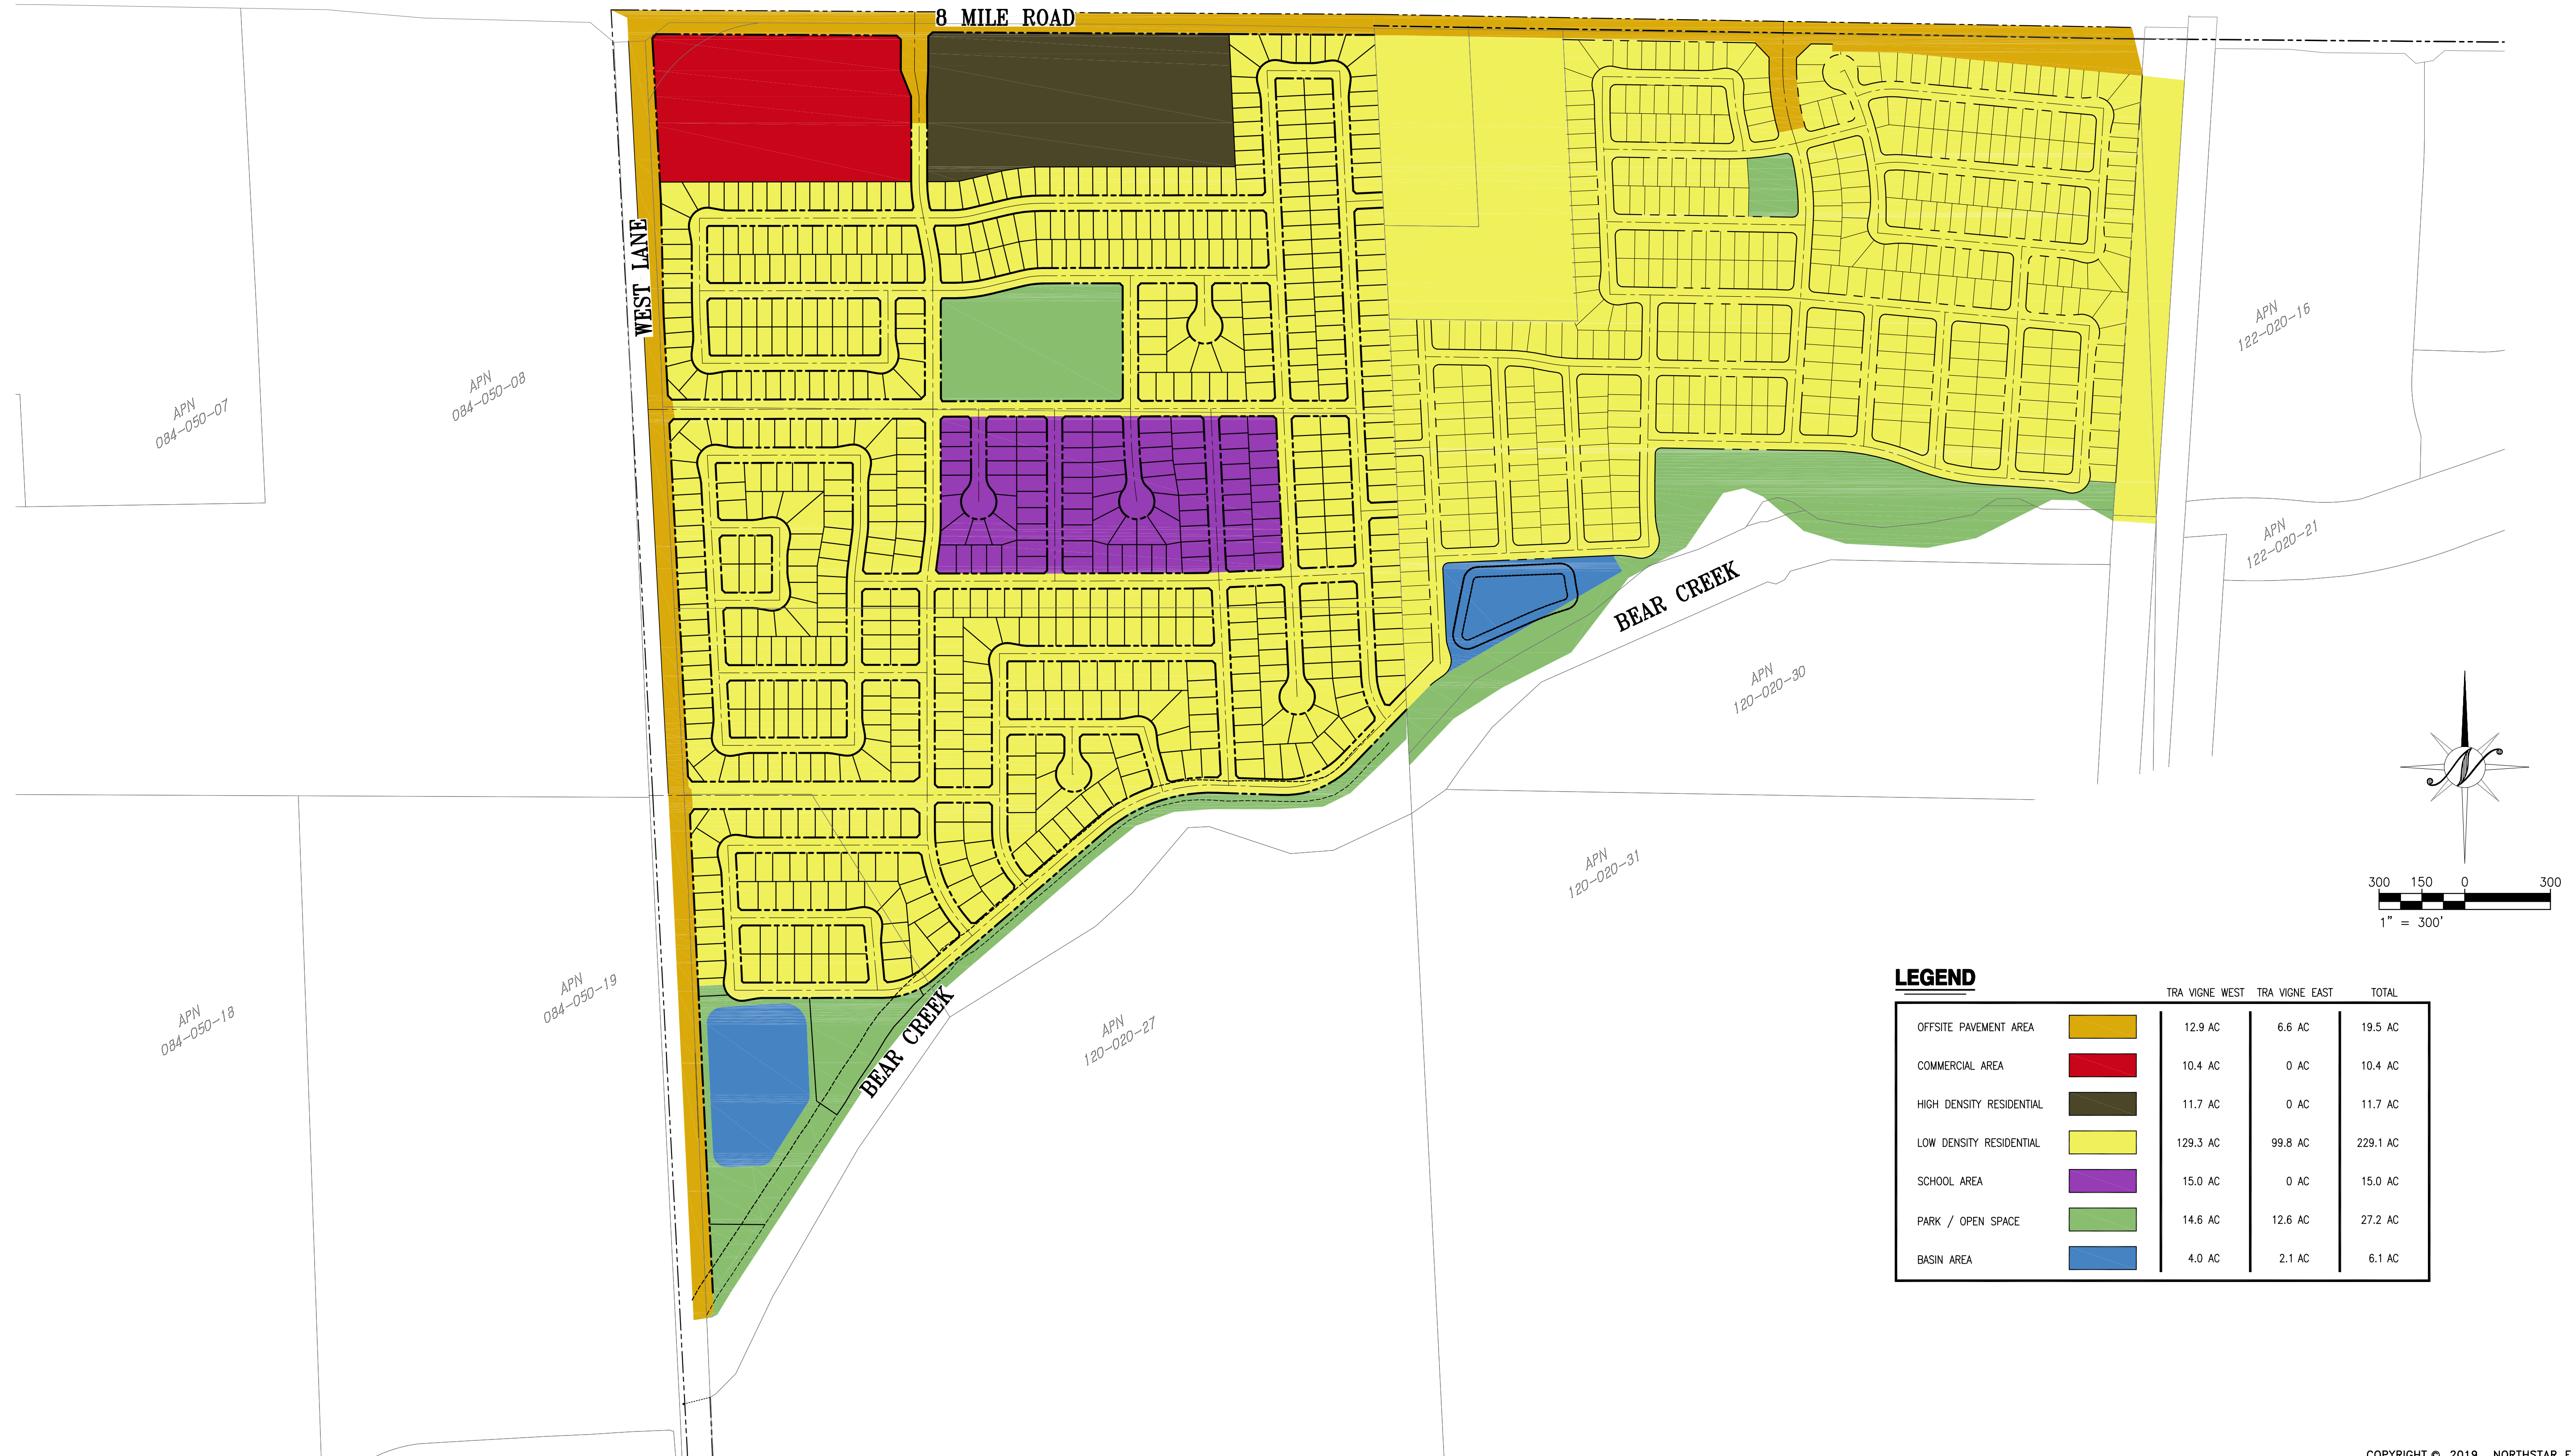 8 MILE ROAD
WEST LANE
APN
084-050-07
APN
084-050-08
APN
122-020-16
APN
122-020-21
BEAR CREEK
APN
120-020-30
APN
120-020-31
300 150 0 300
1" = 300'
APN
084-050-18
APN
084-050-19
BEAR CREEK
APN
120-020-27
LEGEND
TRA VIGNE WEST TRA VIGNE EAST TOTAL
OFFSITE PAVEMENT AREA 12.9 AC 6.6 AC 19.5 AC
COMMERCIAL AREA 10.4 AC 0 AC 10.4 AC
HIGH DENSITY RESIDENTIAL 11.7 AC 0 AC 11.7 AC
LOW DENSITY RESIDENTIAL 129.3 AC 99.8 AC 229.1 AC
SCHOOL AREA 15.0 AC 0 AC 15.0 AC
PARK / OPEN SPACE 14.6 AC 12.6 AC 27.2 AC
BASIN AREA 4.0 AC 2.1 AC 6.1 AC
COPYRIGHT © 2019 NORTHSTAR